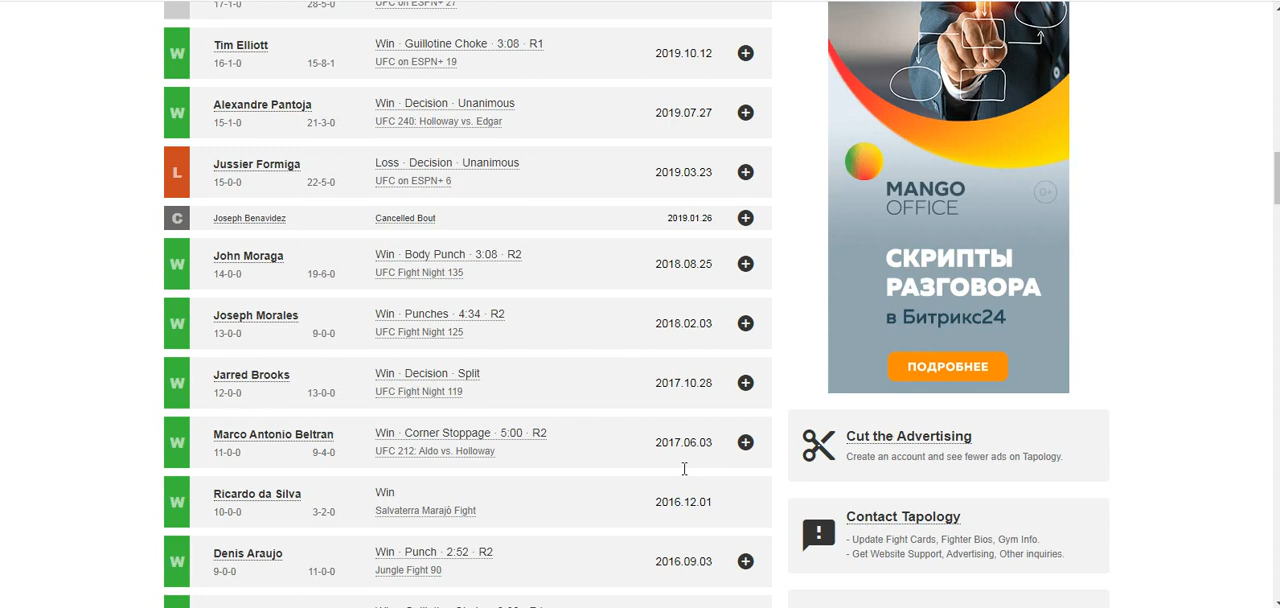 17-1-0 28-5-0 UFC on ESPN+ 27
W Tim Elliott Win · Guillotine Choke · 3:08 · R1 2019.10.12
16-1-0 15-8-1 UFC on ESPN+ 19
W Alexandre Pantoja Win · Decision · Unanimous 2019.07.27
15-1-0 21-3-0 UFC 240: Holloway vs. Edgar
L Jussier Formiga Loss · Decision · Unanimous 2019.03.23
15-0-0 22-5-0 UFC on ESPN+ 6
C Joseph Benavidez Cancelled Bout 2019.01.26
W John Moraga Win · Body Punch · 3:08 · R2 2018.08.25
14-0-0 19-6-0 UFC Fight Night 135
W Joseph Morales Win · Punches · 4:34 · R2 2018.02.03
13-0-0 9-0-0 UFC Fight Night 125
W Jarred Brooks Win · Decision · Split 2017.10.28
12-0-0 13-0-0 UFC Fight Night 119
W Marco Antonio Beltran Win · Corner Stoppage · 5:00 · R2 2017.06.03
11-0-0 9-4-0 UFC 212: Aldo vs. Holloway
W Ricardo da Silva Win 2016.12.01
10-0-0 3-2-0 Salvaterra Marajó Fight
W Denis Araujo Win · Punch · 2:52 · R2 2016.09.03
9-0-0 11-0-0 Jungle Fight 90
MANGO
OFFICE
0+
СКРИПТЫ
РАЗГОВОРА
в Битрикс24
ПОДРОБНЕЕ
Cut the Advertising
Create an account and see fewer ads on Tapology.
Contact Tapology
- Update Fight Cards, Fighter Bios, Gym Info.
- Get Website Support, Advertising, Other inquiries.